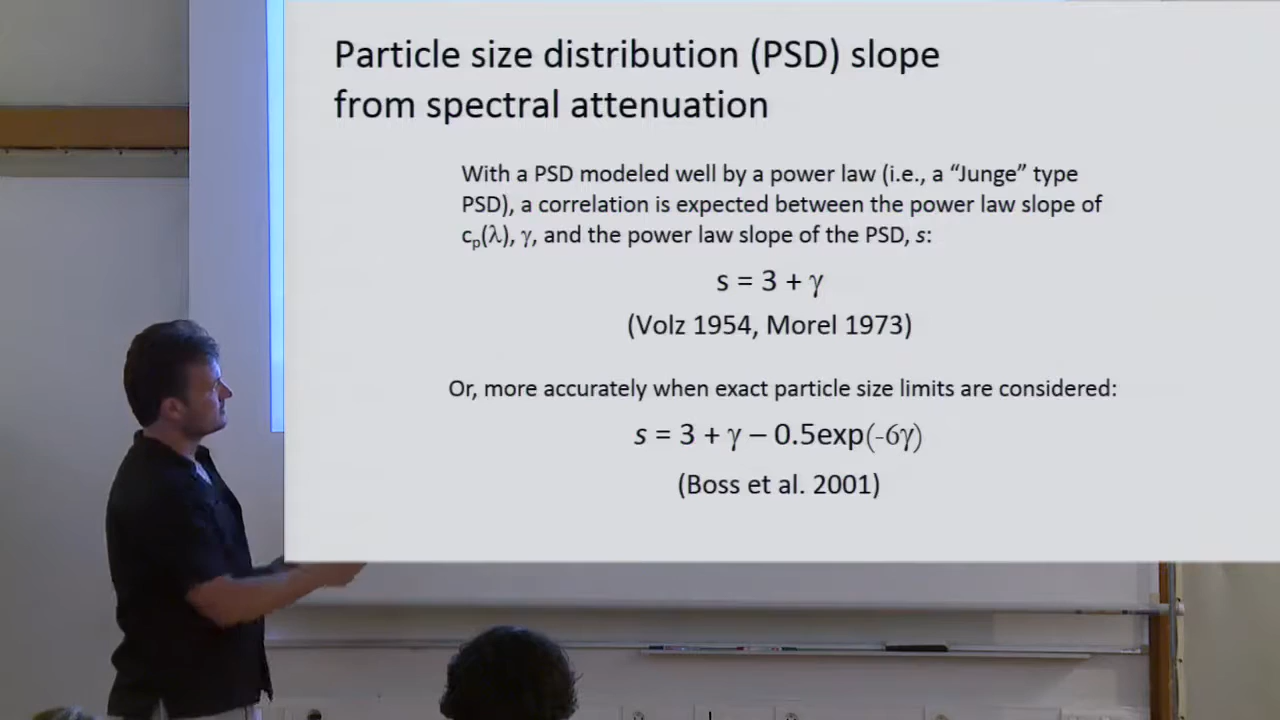 Particle size distribution (PSD) slope
from spectral attenuation
With a PSD modeled well by a power law (i.e., a “Junge” type
PSD), a correlation is expected between the power law slope of
cₚ(λ), γ, and the power law slope of the PSD, s:
s = 3 + γ
(Volz 1954, Morel 1973)
Or, more accurately when exact particle size limits are considered:
s = 3 + γ – 0.5exp(-6γ)
(Boss et al. 2001)